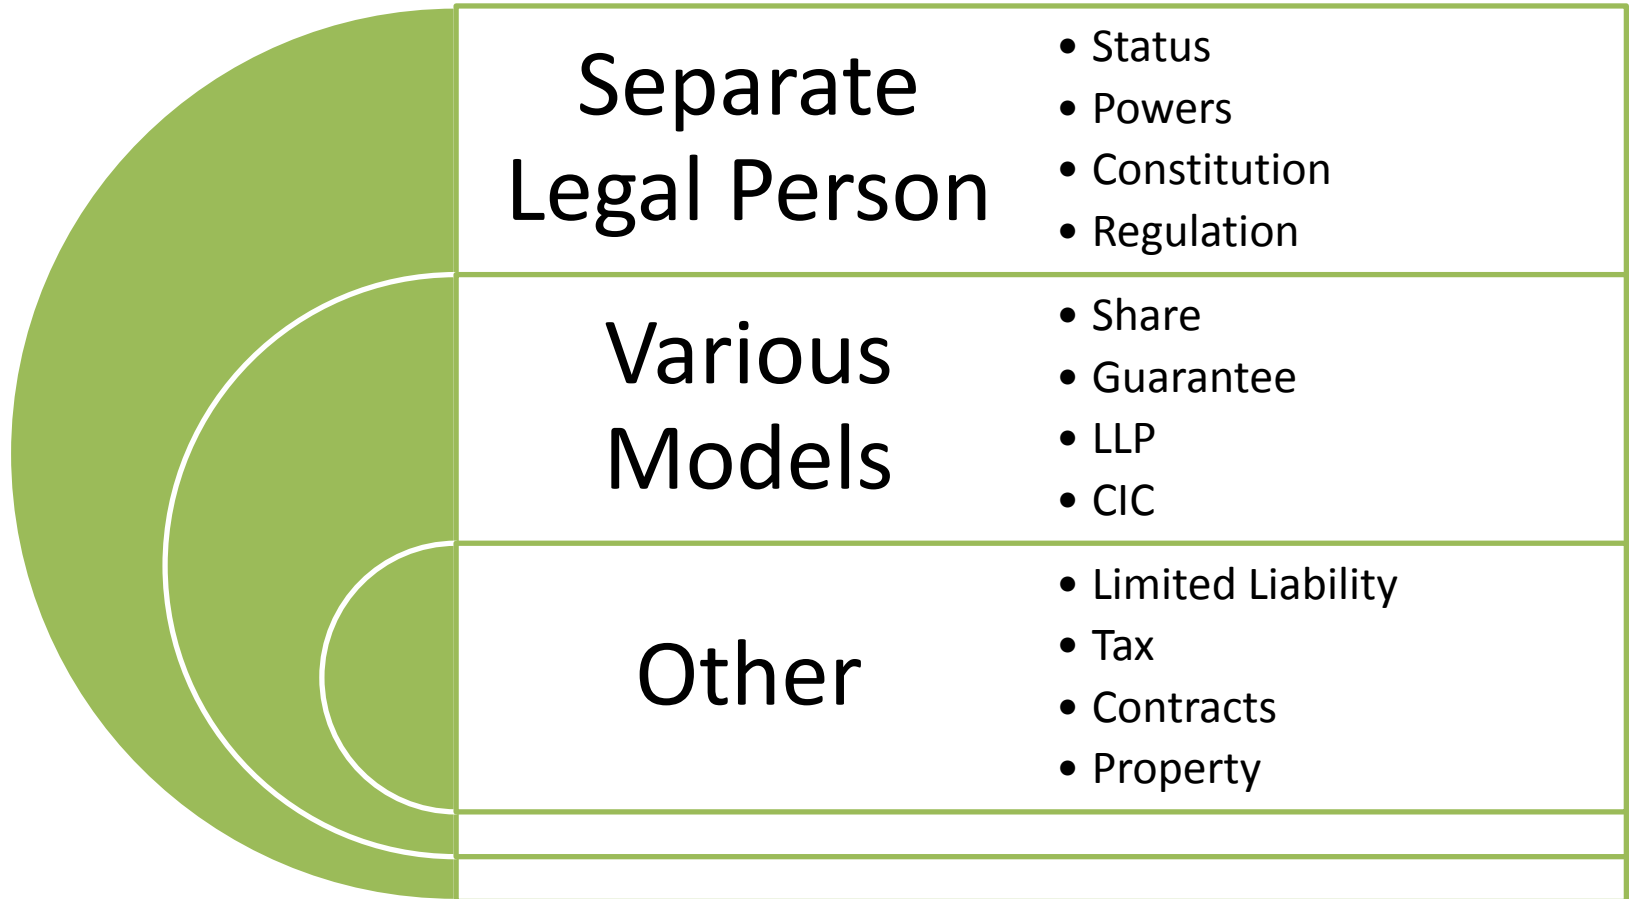 Separate
Legal Person
• Status
• Powers
• Constitution
• Regulation
Various
Models
• Share
• Guarantee
• LLP
• CIC
Other
• Limited Liability
• Tax
• Contracts
• Property